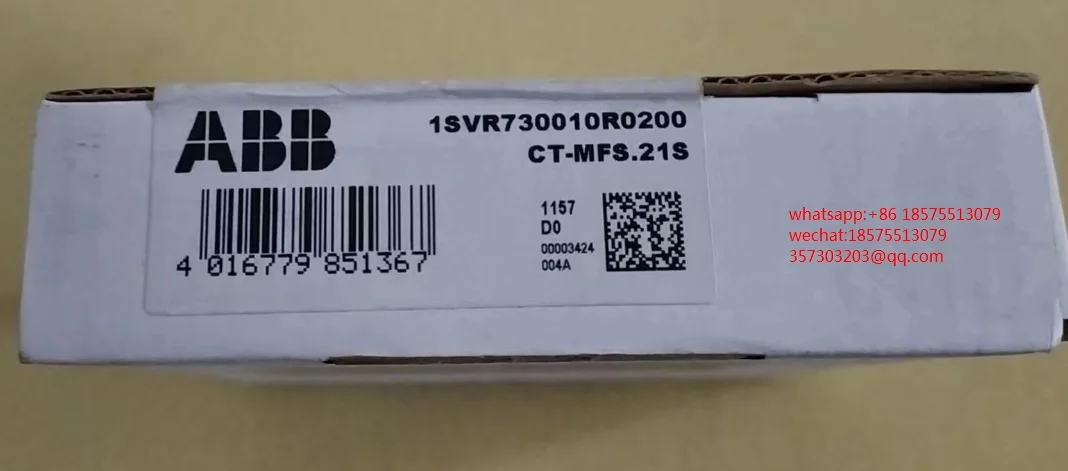 ABB
1SVR730010R0200
CT-MFS.21S
1157
D0
00003424
004A
4 016779 851367
whatsapp:+86 18575513079
wechat:18575513079
357303203@qq.com